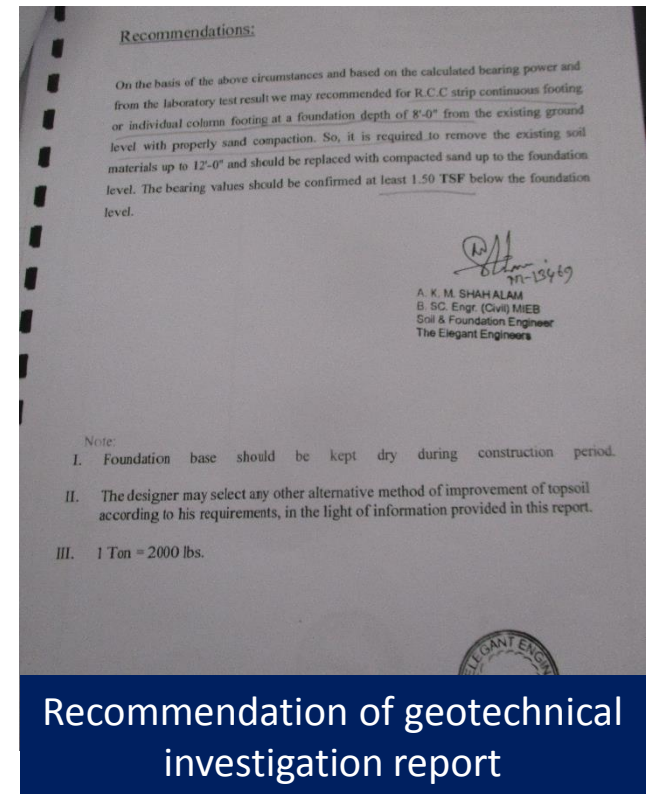 Recommendations:
On the basis of the above circumstances and based on the calculated bearing power and
from the laboratory test result we may recommended for R.C.C strip continuous footing
or individual column footing at a foundation depth of 8'-0" from the existing ground
level with properly sand compaction. So, it is required to remove the existing soil
materials up to 12'-0" and should be replaced with compacted sand up to the foundation
level. The bearing values should be confirmed at least 1.50 TSF below the foundation
level.
m-13469
A. K. M. SHAH ALAM
B. SC. Engr. (Civil) MIEB
Soil & Foundation Engineer
The Elegant Engineers
Note:
I. Foundation base should be kept dry during construction period.
II. The designer may select any other alternative method of improvement of topsoil
according to his requirements, in the light of information provided in this report.
III. 1 Ton = 2000 lbs.
ELEGANT ENGIN
Recommendation of geotechnical
investigation report